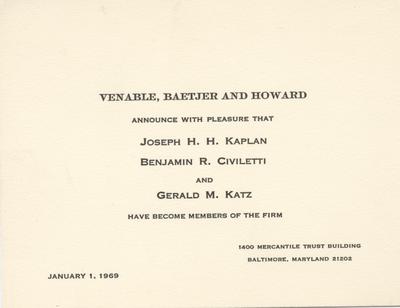 VENABLE, BAETJER AND HOWARD
ANNOUNCE WITH PLEASURE THAT
JOSEPH H. H. KAPLAN
BENJAMIN R. CIVILETTI
AND
GERALD M. KATZ
HAVE BECOME MEMBERS OF THE FIRM
1400 MERCANTILE TRUST BUILDING
BALTIMORE, MARYLAND 21202
JANUARY 1, 1969